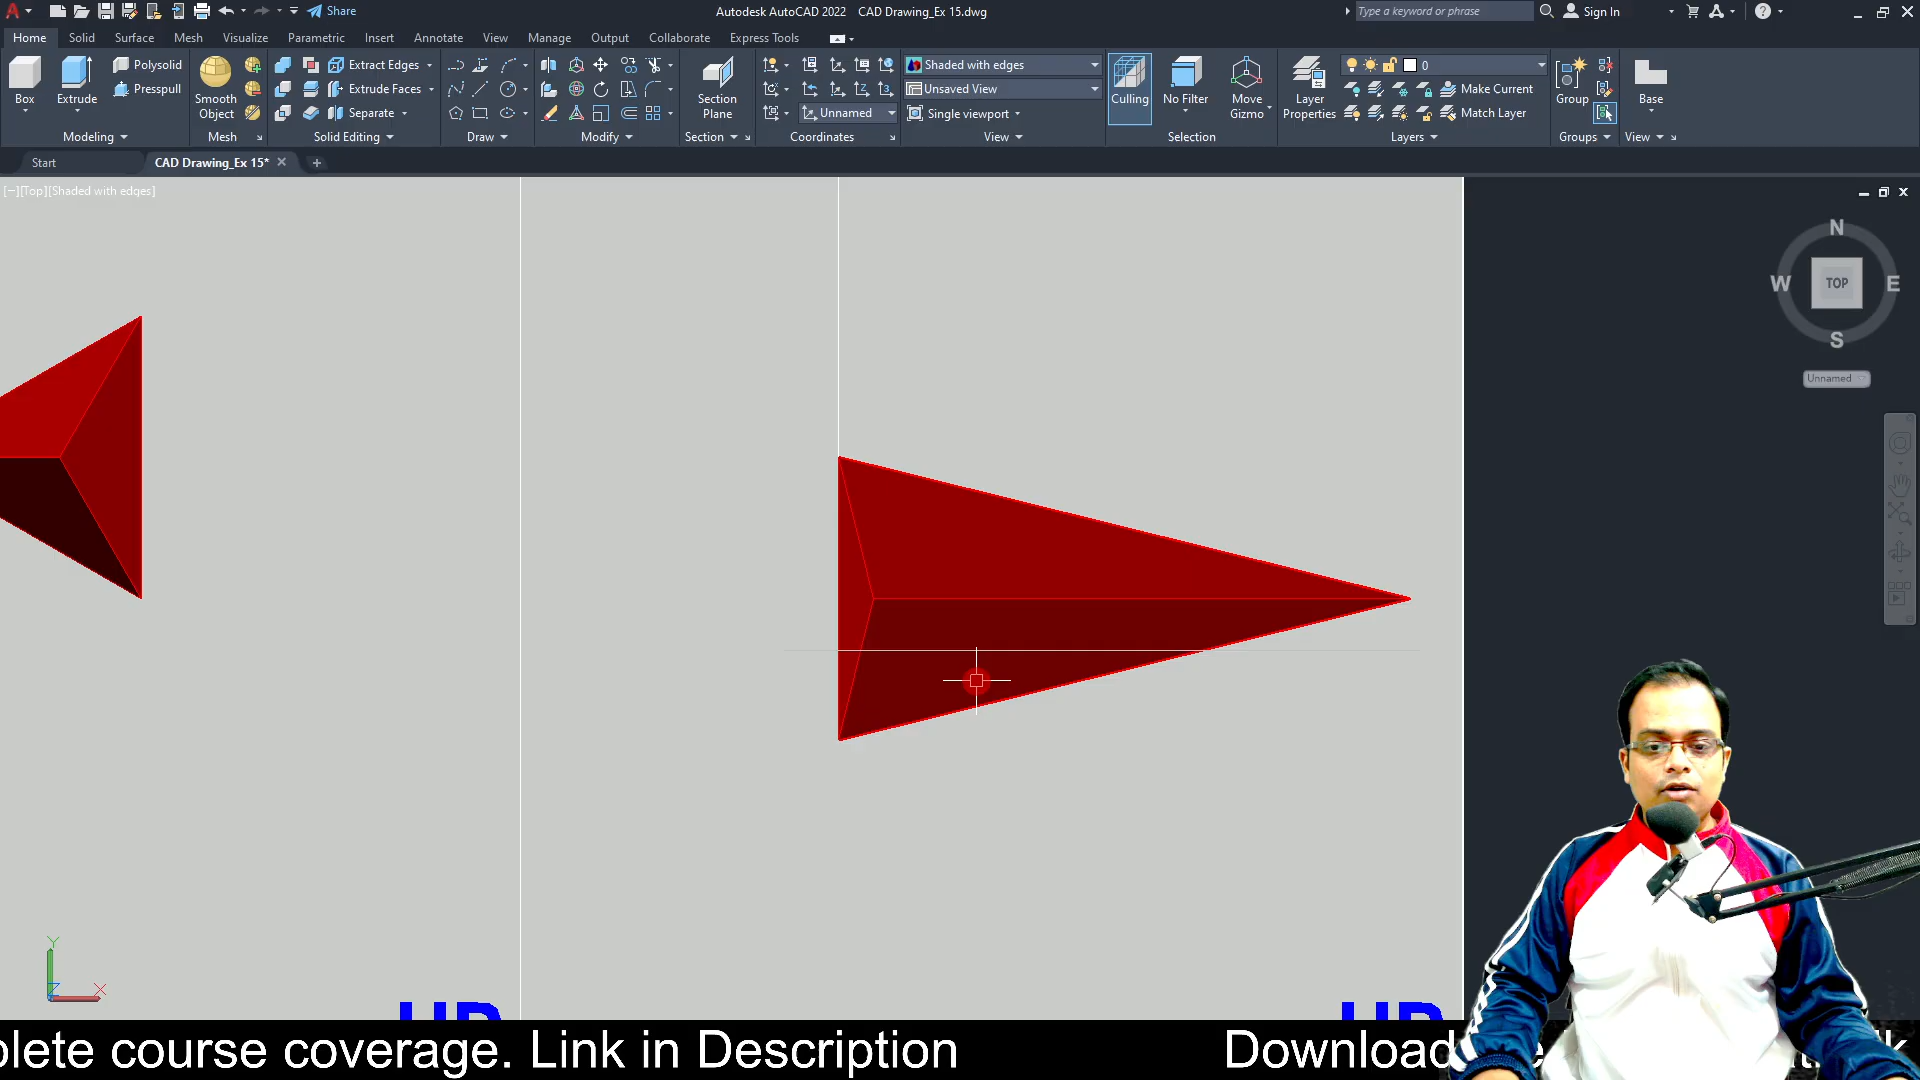 Share
Autodesk AutoCAD 2022 CAD Drawing_Ex 15.dwg
Type a keyword or phrase
Sign In
Home Solid Surface Mesh Visualize Parametric Insert Annotate View Manage Output Collaborate Express Tools
Box
Extrude
Polysolid
Presspull
Smooth
Object
Extract Edges
Extrude Faces
Separate
Section
Plane
Unnamed
Shaded with edges
Unsaved View
Single viewport
Culling
No Filter
Move
Gizmo
Layer
Properties
0
Make Current
Match Layer
Group
Base
Modeling Mesh Solid Editing Draw Modify Section Coordinates View Selection Layers Groups View
Start
CAD Drawing_Ex 15*
[−][Top][Shaded with edges]
N
W TOP E
S
Unnamed
Y
Z
X
plete course coverage. Link in Description Download